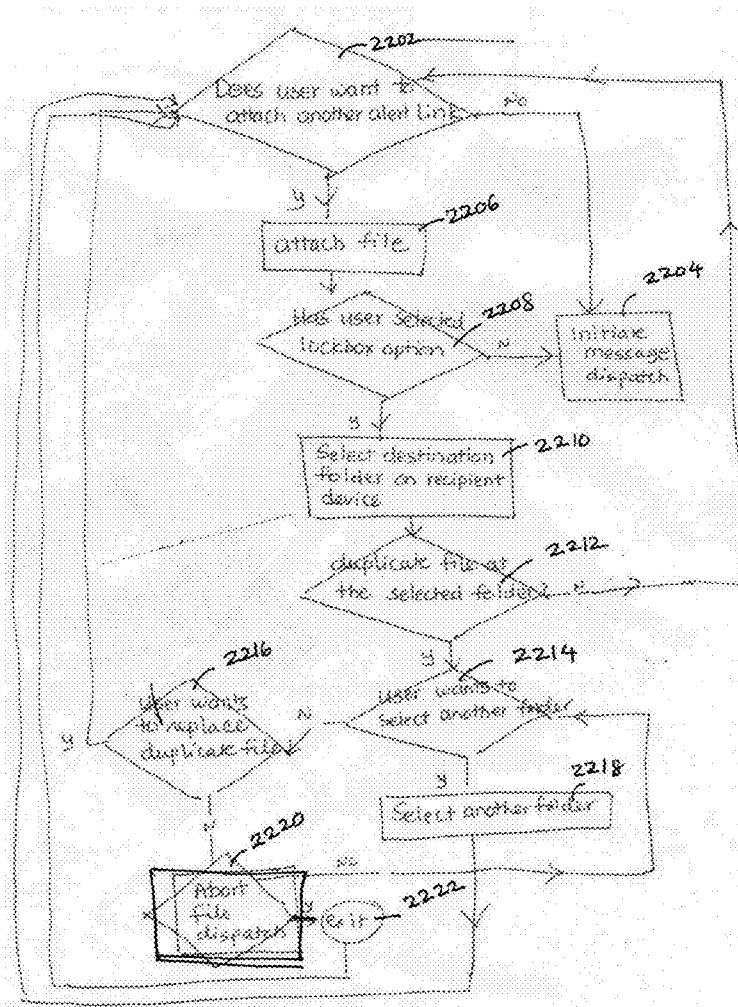 2202
Does user want to
attach another alert link
No
Y
2206
attach file
2204
Has user selected
2208
lockbox option
N
Initiate
message
dispatch
Y
2210
Select destination
folder on recipient
device
2212
duplicate file at
the selected folder?
N
Y
2214
2216
User wants to
select another folder
User wants
to replace
duplicate file
N
Y
Y
2218
Select another folder
N
2220
No
Abort
file
dispatch
Y
exit
2222